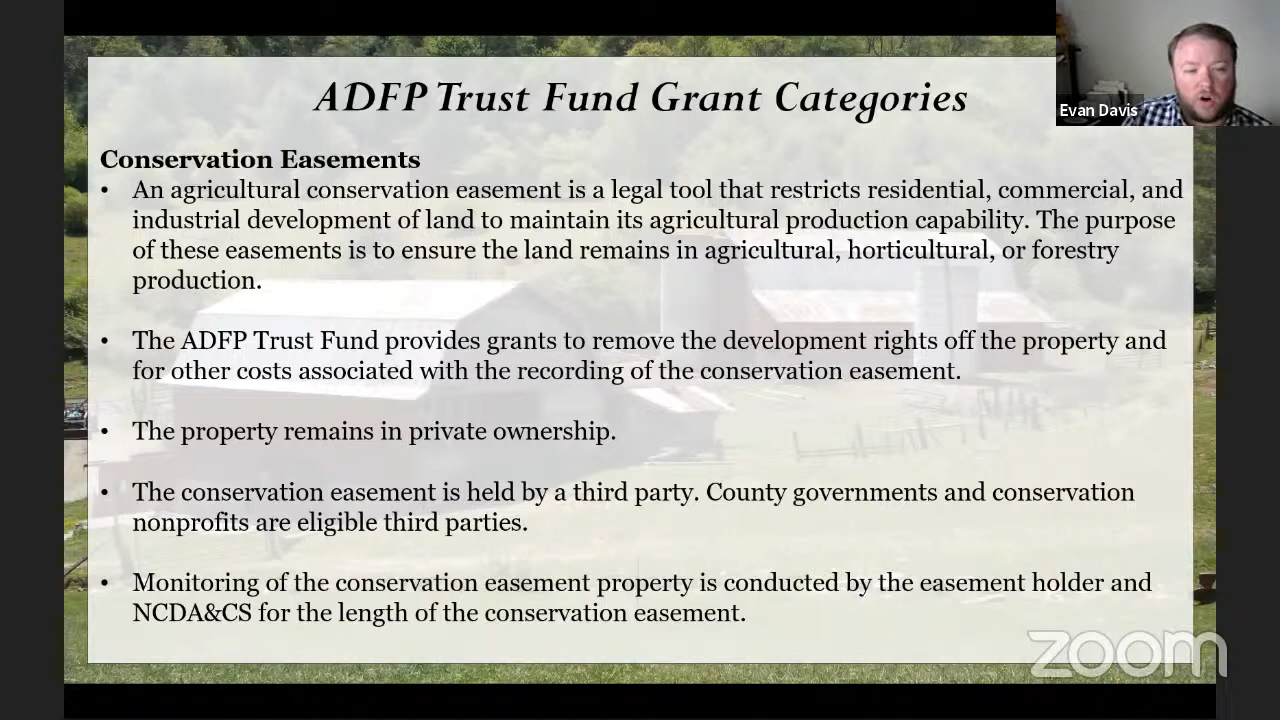 ADFP Trust Fund Grant Categories
Evan Davis
Conservation Easements
• An agricultural conservation easement is a legal tool that restricts residential, commercial, and
industrial development of land to maintain its agricultural production capability. The purpose
of these easements is to ensure the land remains in agricultural, horticultural, or forestry
production.
• The ADFP Trust Fund provides grants to remove the development rights off the property and
for other costs associated with the recording of the conservation easement.
• The property remains in private ownership.
• The conservation easement is held by a third party. County governments and conservation
nonprofits are eligible third parties.
• Monitoring of the conservation easement property is conducted by the easement holder and
NCDA&CS for the length of the conservation easement.
zoom